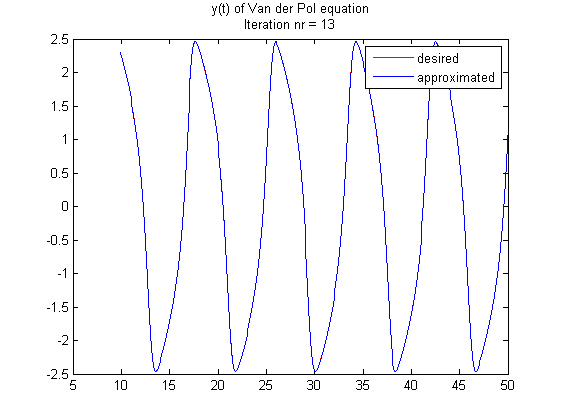 y(t) of Van der Pol equation
Iteration nr = 13
desired
approximated
2.5
2
1.5
1
0.5
0
-0.5
-1
-1.5
-2
-2.5
5 10 15 20 25 30 35 40 45 50